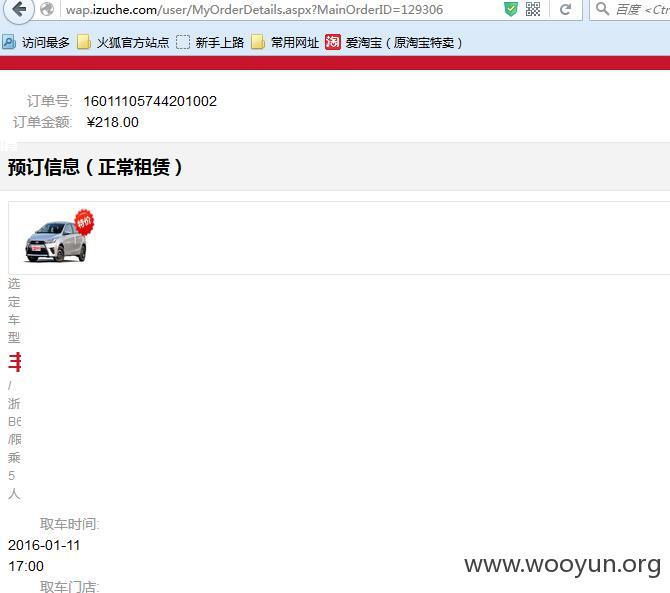 wap.izuche.com/user/MyOrderDetails.aspx?MainOrderID=129306
百度 <Ctr
访问最多 火狐官方站点 新手上路 常用网址 淘 爱淘宝（原淘宝特卖）
订单号: 16011105744201002
订单金额: ¥218.00
预订信息（正常租赁）
特价
选
定
车
型
/
浙
B6
/限
乘
5
人
取车时间:
2016-01-11
17:00
取车门店:
www.wooyun.org